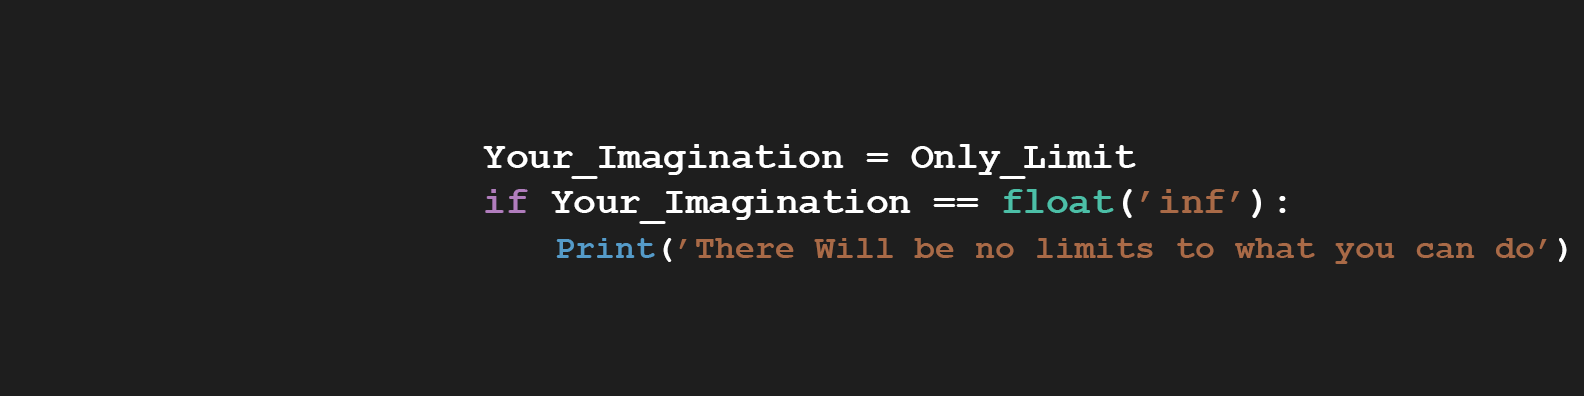 Your_Imagination = Only_Limit
if Your_Imagination == float('inf'):
Print('There Will be no limits to what you can do')